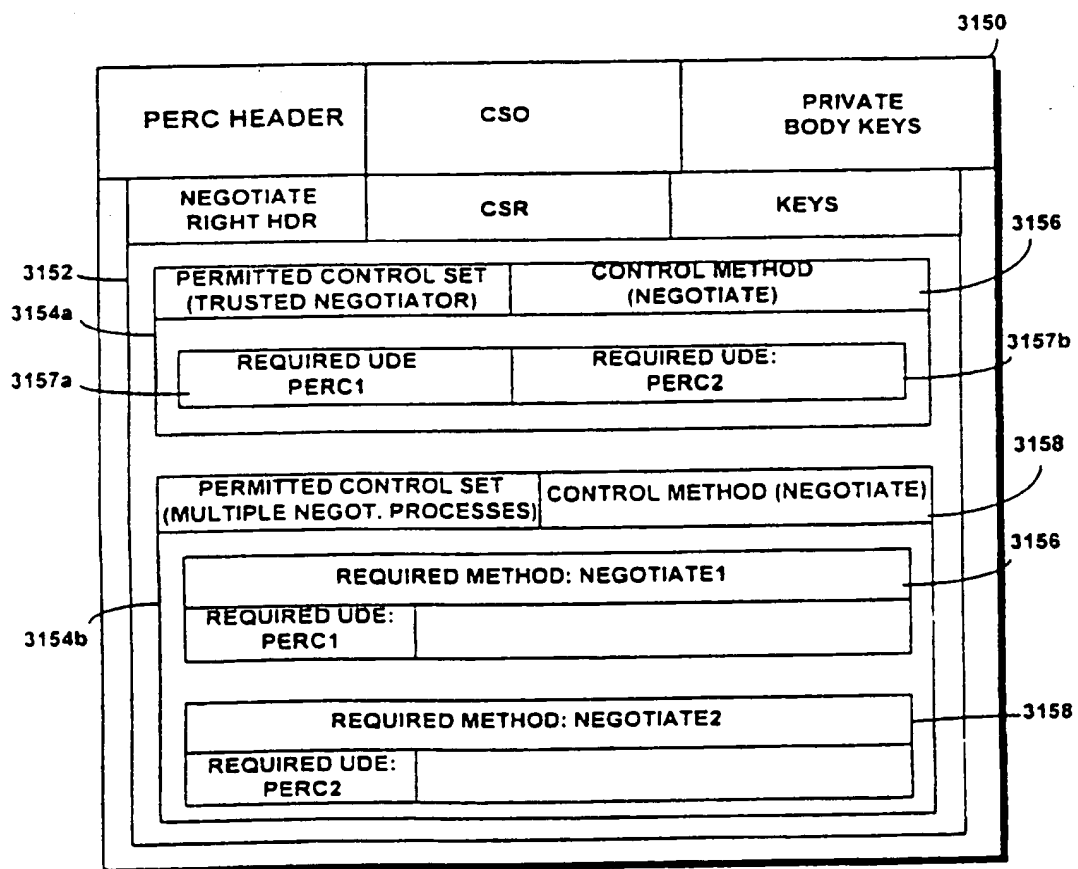 3150
PERC HEADER
CSO
PRIVATE
BODY KEYS
NEGOTIATE
RIGHT HDR
CSR
KEYS
3156
3152
PERMITTED CONTROL SET
(TRUSTED NEGOTIATOR)
CONTROL METHOD
(NEGOTIATE)
3154a
REQUIRED UDE
PERC1
REQUIRED UDE:
PERC2
3157b
3157a
3158
PERMITTED CONTROL SET
(MULTIPLE NEGOT. PROCESSES)
CONTROL METHOD (NEGOTIATE)
3156
REQUIRED METHOD: NEGOTIATE1
REQUIRED UDE:
PERC1
3154b
REQUIRED METHOD: NEGOTIATE2
3158
REQUIRED UDE:
PERC2